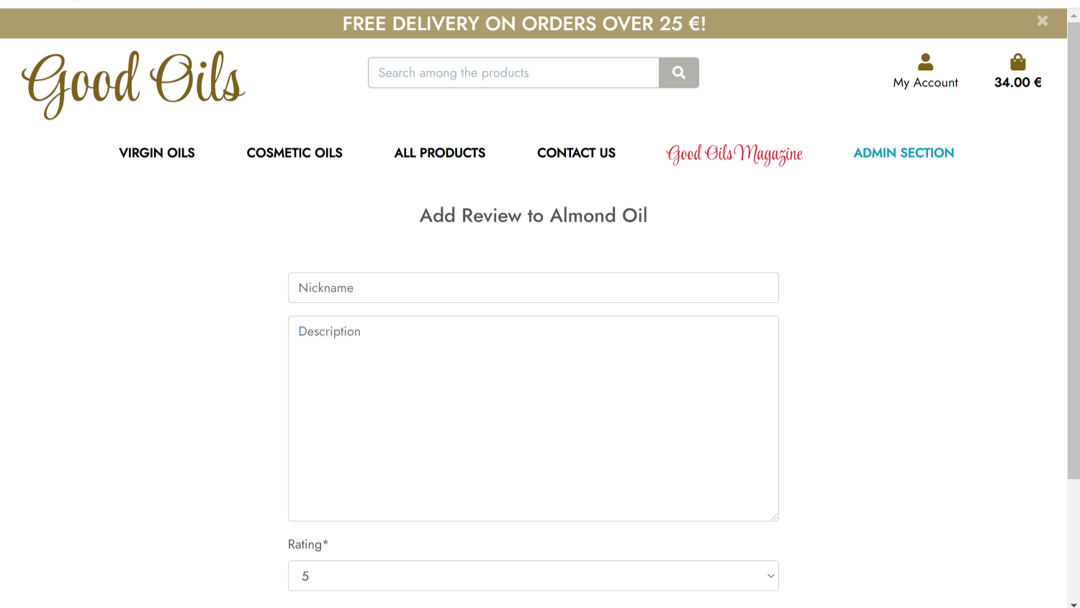 FREE DELIVERY ON ORDERS OVER 25 €!
×
Good Oils
Search among the products
My Account
34.00 €
VIRGIN OILS
COSMETIC OILS
ALL PRODUCTS
CONTACT US
Good Oils Magazine
ADMIN SECTION
Add Review to Almond Oil
Nickname
Description
Rating*
5